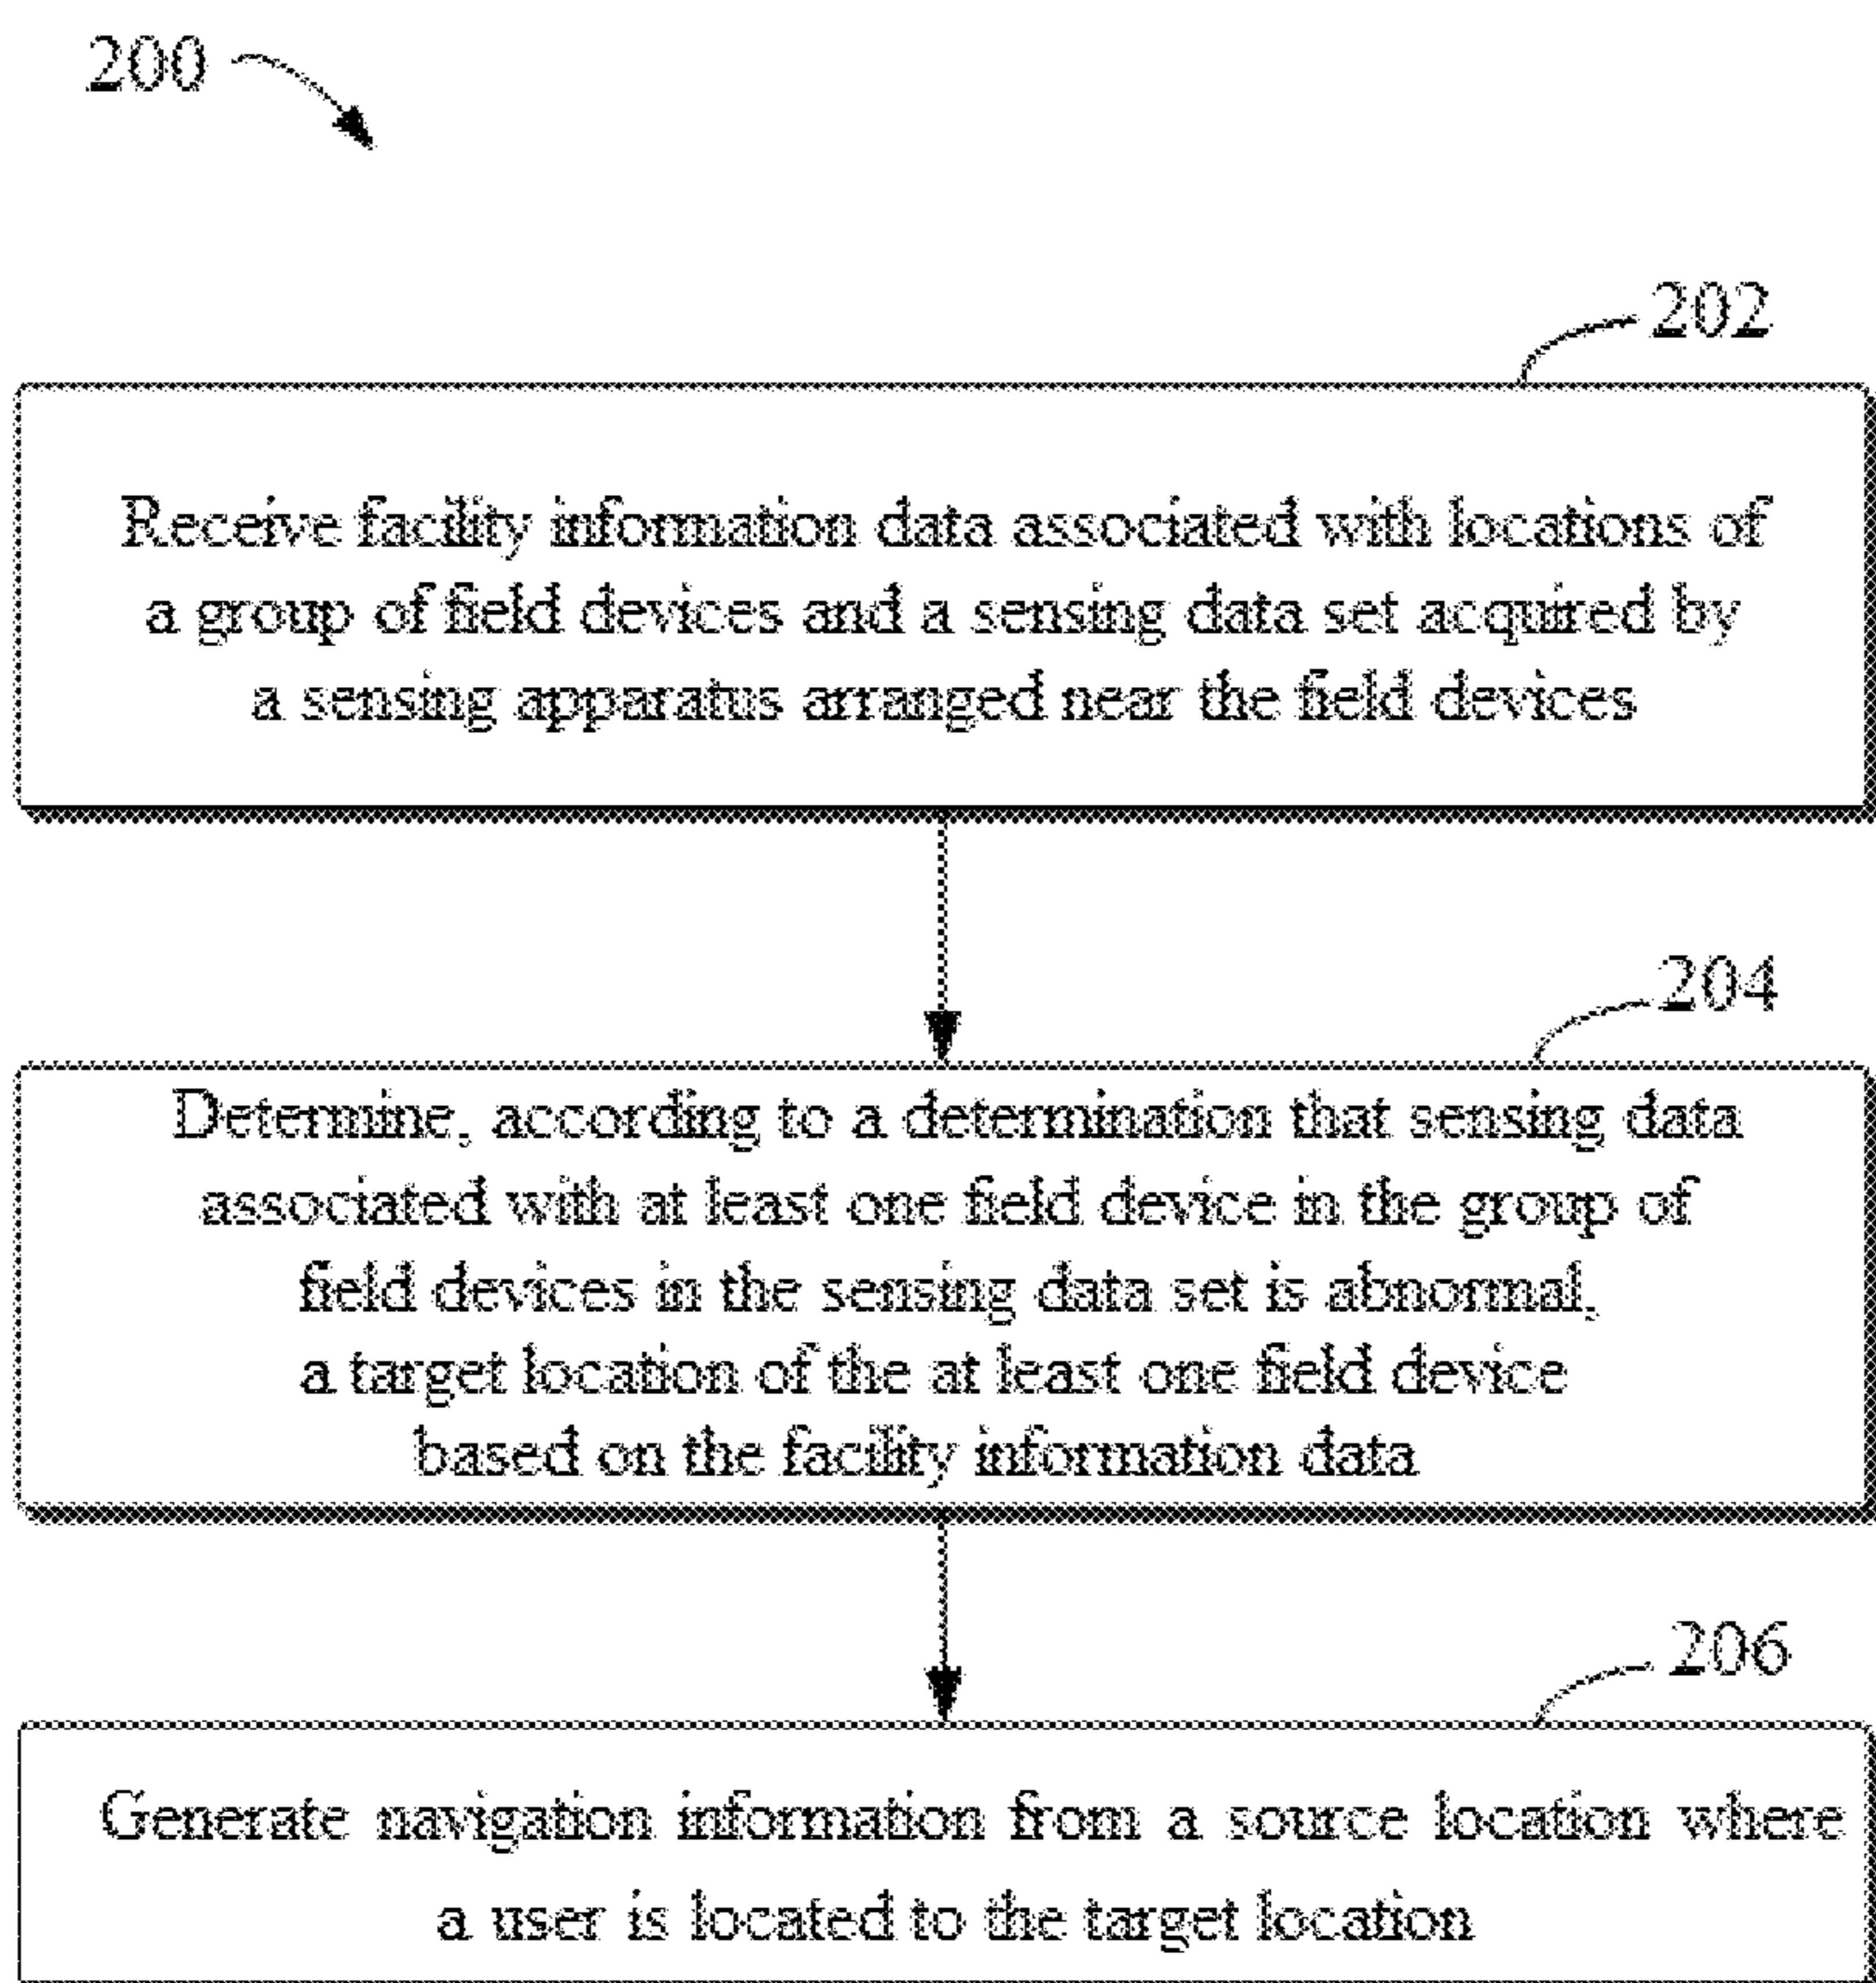 200
202
Receive facility information data associated with locations of
a group of field devices and a sensing data set acquired by
a sensing apparatus arranged near the field devices
204
Determine, according to a determination that sensing data
associated with at least one field device in the group of
field devices in the sensing data set is abnormal,
a target location of the at least one field device
based on the facility information data
206
Generate navigation information from a source location where
a user is located to the target location